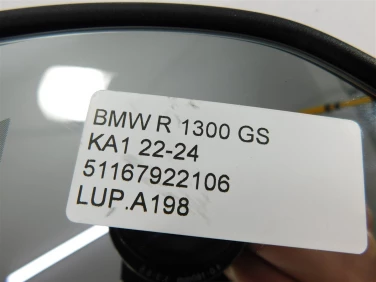 BMW R 1300 GS
KA1 22-24
51167922106
LUP.A198